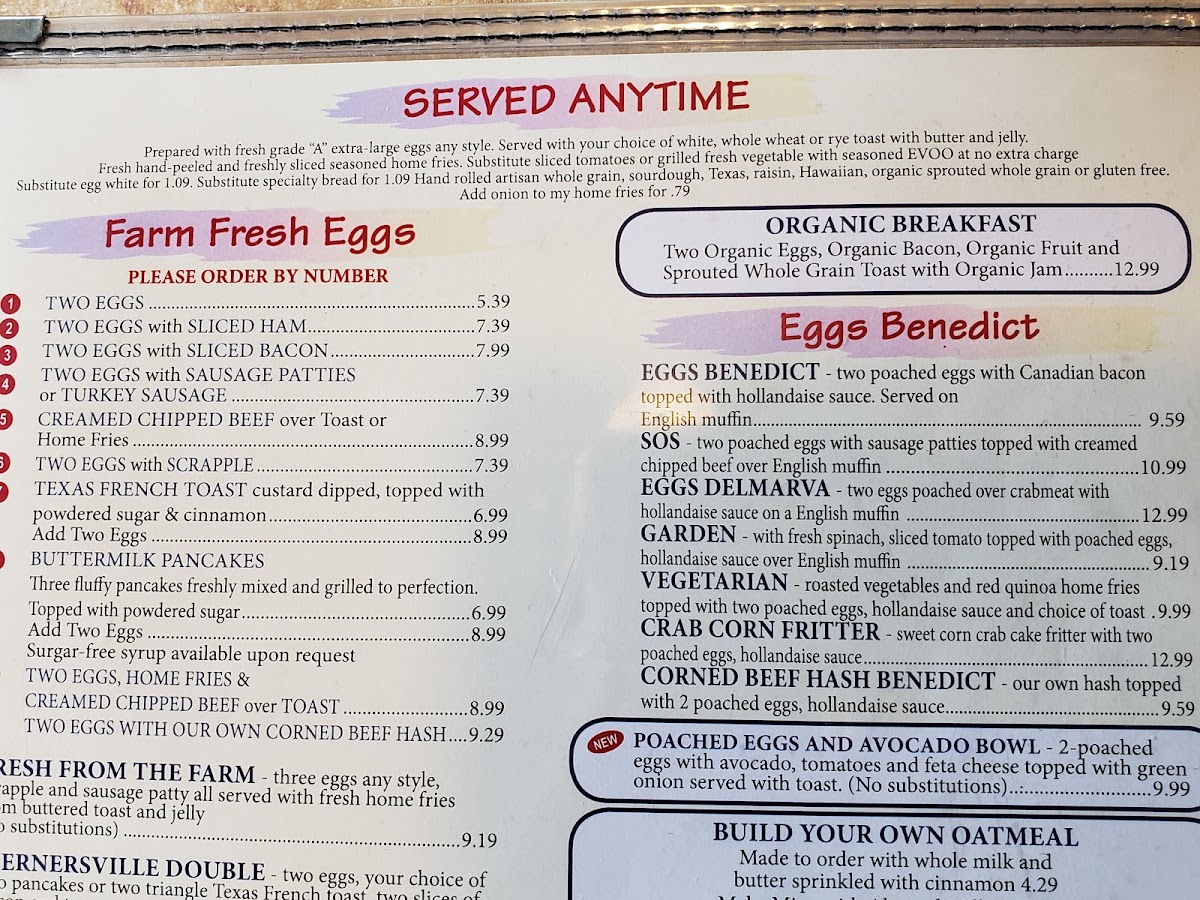 SERVED ANYTIME
Prepared with fresh grade “A” extra-large eggs any style. Served with your choice of white, whole wheat or rye toast with butter and jelly.
Fresh hand-peeled and freshly sliced seasoned home fries. Substitute sliced tomatoes or grilled fresh vegetable with seasoned EVOO at no extra charge
Substitute egg white for 1.09. Substitute specialty bread for 1.09 Hand rolled artisan whole grain, sourdough, Texas, raisin, Hawaiian, organic sprouted whole grain or gluten free.
Add onion to my home fries for .79
Farm Fresh Eggs
PLEASE ORDER BY NUMBER
1 TWO EGGS 5.39
2 TWO EGGS with SLICED HAM 7.39
3 TWO EGGS with SLICED BACON 7.99
4 TWO EGGS with SAUSAGE PATTIES
or TURKEY SAUSAGE 7.39
5 CREAMED CHIPPED BEEF over Toast or
Home Fries 8.99
6 TWO EGGS with SCRAPPLE 7.39
7 TEXAS FRENCH TOAST custard dipped, topped with
powdered sugar & cinnamon 6.99
Add Two Eggs 8.99
BUTTERMILK PANCAKES
Three fluffy pancakes freshly mixed and grilled to perfection.
Topped with powdered sugar 6.99
Add Two Eggs 8.99
Surgar-free syrup available upon request
TWO EGGS, HOME FRIES &
CREAMED CHIPPED BEEF over TOAST 8.99
TWO EGGS WITH OUR OWN CORNED BEEF HASH 9.29
RESH FROM THE FARM - three eggs any style,
rapple and sausage patty all served with fresh home fries
om buttered toast and jelly
o substitutions) 9.19
ERNERSVILLE DOUBLE - two eggs, your choice of
o pancakes or two triangle Texas French toast, two slices of
ORGANIC BREAKFAST
Two Organic Eggs, Organic Bacon, Organic Fruit and
Sprouted Whole Grain Toast with Organic Jam 12.99
Eggs Benedict
EGGS BENEDICT - two poached eggs with Canadian bacon
topped with hollandaise sauce. Served on
English muffin 9.59
SOS - two poached eggs with sausage patties topped with creamed
chipped beef over English muffin 10.99
EGGS DELMARVA - two eggs poached over crabmeat with
hollandaise sauce on a English muffin 12.99
GARDEN - with fresh spinach, sliced tomato topped with poached eggs,
hollandaise sauce over English muffin 9.19
VEGETARIAN - roasted vegetables and red quinoa home fries
topped with two poached eggs, hollandaise sauce and choice of toast . 9.99
CRAB CORN FRITTER - sweet corn crab cake fritter with two
poached eggs, hollandaise sauce 12.99
CORNED BEEF HASH BENEDICT - our own hash topped
with 2 poached eggs, hollandaise sauce 9.59
NEW POACHED EGGS AND AVOCADO BOWL - 2-poached
eggs with avocado, tomatoes and feta cheese topped with green
onion served with toast. (No substitutions) 9.99
BUILD YOUR OWN OATMEAL
Made to order with whole milk and
butter sprinkled with cinnamon 4.29